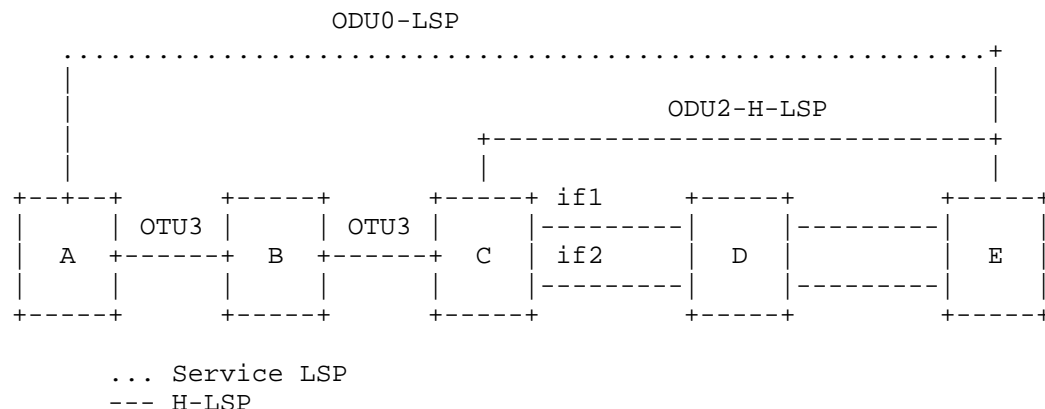 ODU0-LSP
ODU2-H-LSP
if1
OTU3 OTU3
A B C if2 D E
... Service LSP
--- H-LSP